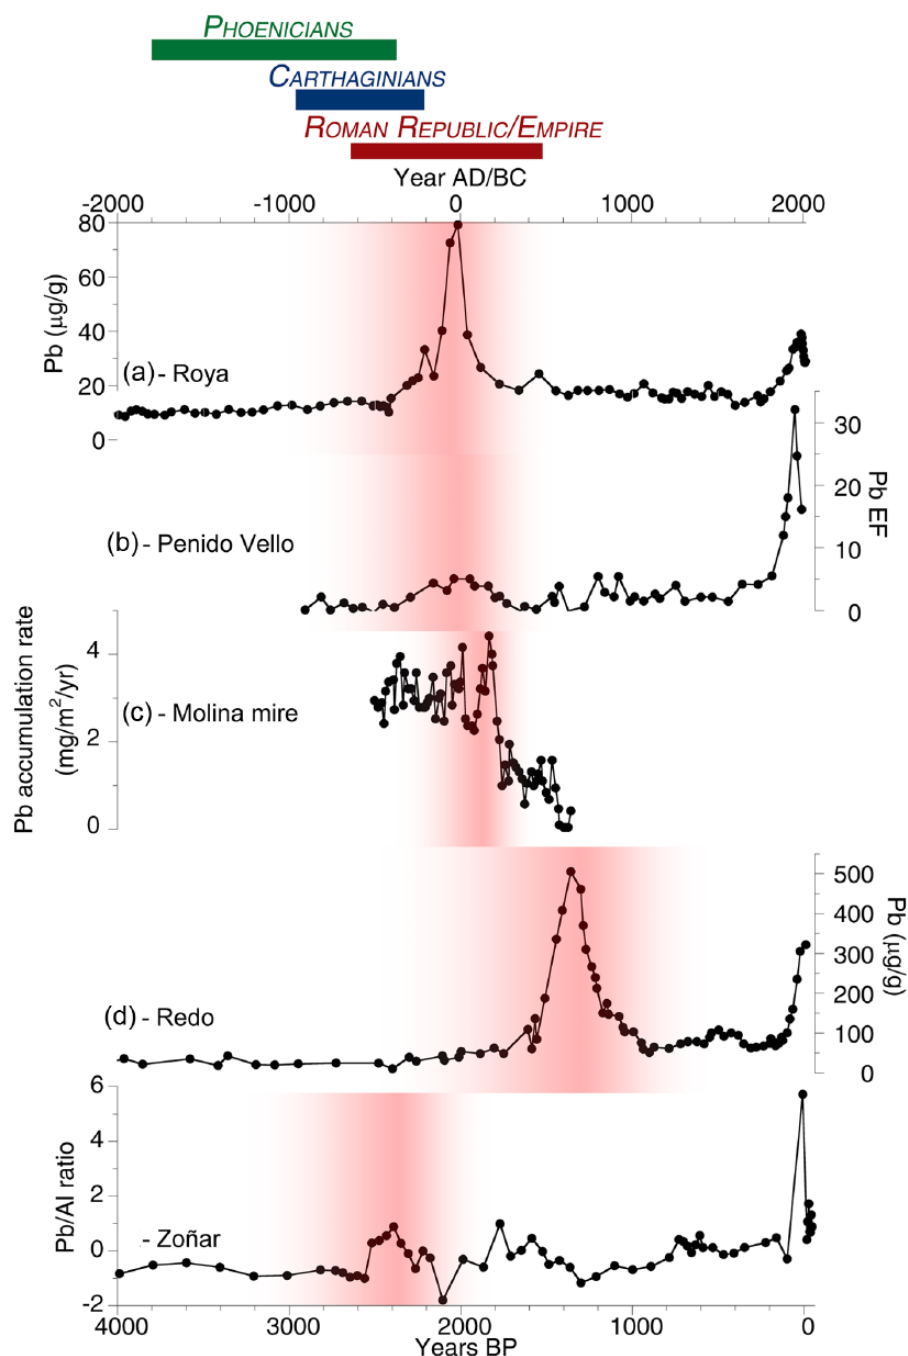 PHOENICIANS
CARTHAGINIANS
ROMAN REPUBLIC/EMPIRE
Year AD/BC
-2000 -1000 0 1000 2000
80
60
40
20
0
Pb (µg/g)
(a) - Roya
30
20
10
0
Pb EF
(b) - Penido Vello
4
2
0
Pb accumulation rate
(mg/m²/yr)
(c) - Molina mire
500
400
300
200
100
0
Pb (µg/g)
(d) - Redo
6
4
2
0
-2
Pb/Al ratio
- Zoñar
4000 3000 2000 1000 0
Years BP